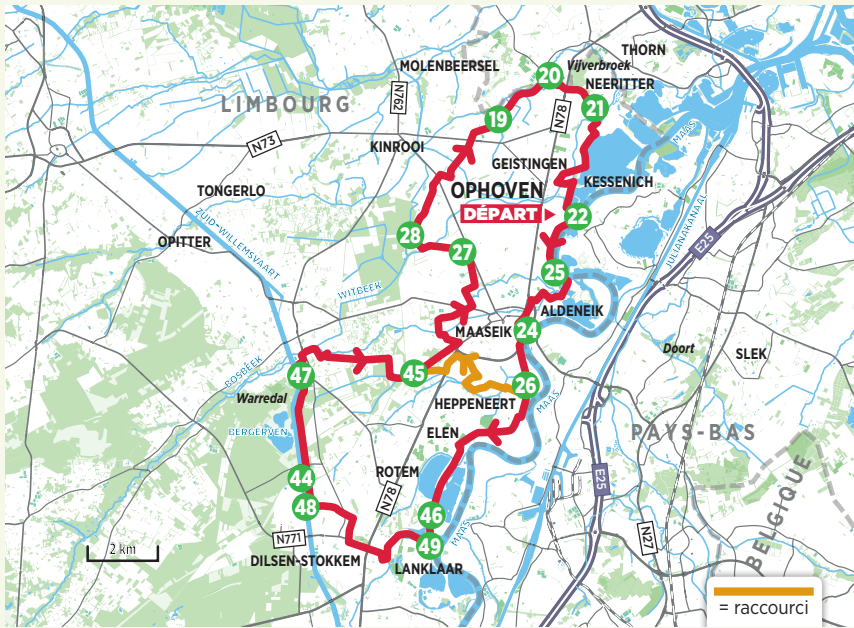 THORN
MOLENBEERSEL
20
Vijverbroek
NEERITTER
LIMBOURG
N762
21
19
N78
MAAS
N73
KINROOI
GEISTINGEN
TONGERLO
OPHOVEN
KESSENICH
DÉPART
22
ZUID-WILLEMSVAART
JULIANAKANAAL
28
E25
OPITTER
27
25
WITBEEK
ALDENEIK
MAASEIK
24
Doort
SLEK
BOSBEEK
47
45
26
Warredal
HEPPENEERT
MAAS
BERGERVEN
ELEN
PAYS-BAS
ROTEM
44
E25
BELGIQUE
N78
48
46
N771
MAAS
N27
2 km
49
DILSEN-STOKKEM
LANKLAAR
= raccourci